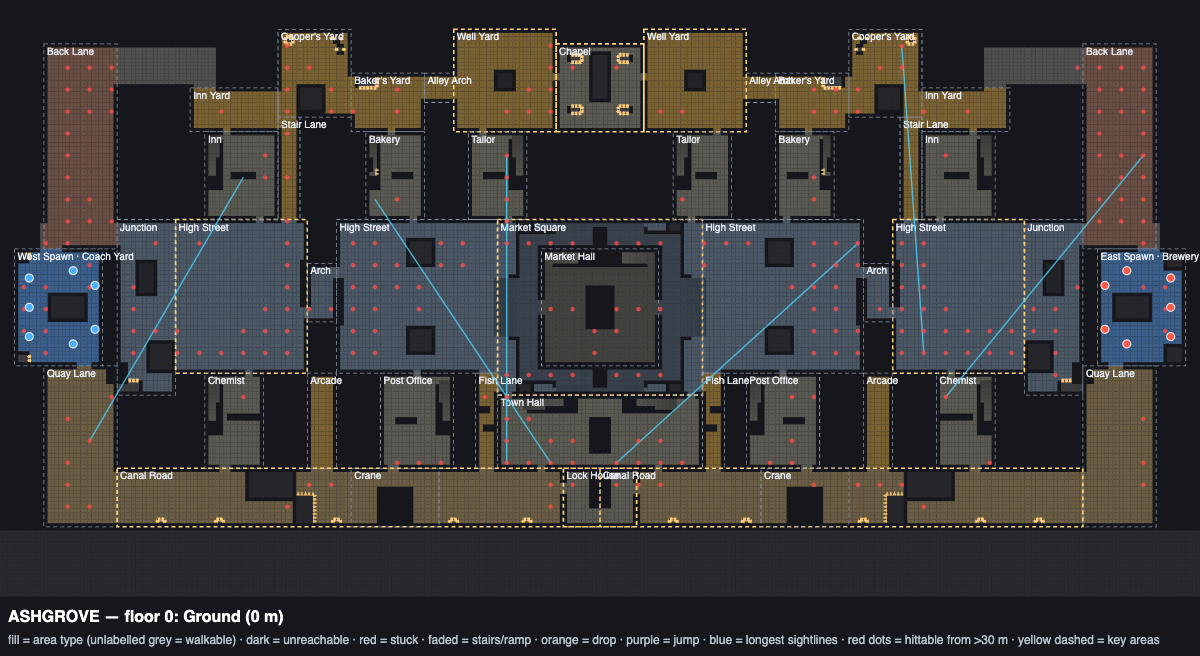 Cooper's Yard
Well Yard
Well Yard
Cooper's Yard
Back Lane
Chapel
Back Lane
Baker's Yard
Alley Arch
Alley Arch
Baker's Yard
Inn Yard
Inn Yard
Stair Lane
Stair Lane
Inn
Bakery
Tailor
Tailor
Bakery
Inn
Junction
High Street
High Street
Market Square
High Street
High Street
Junction
West Spawn · Coach Yard
Market Hall
East Spawn · Brewery
Arch
Arch
Quay Lane
Chemist
Arcade
Post Office
Fish Lane
Fish Lane
Post Office
Arcade
Chemist
Quay Lane
Town Hall
Canal Road
Crane
Lock House
Canal Road
Crane
ASHGROVE — floor 0: Ground (0 m)
fill = area type (unlabelled grey = walkable) · dark = unreachable · red = stuck · faded = stairs/ramp · orange = drop · purple = jump · blue = longest sightlines · red dots = hittable from >30 m · yellow dashed = key areas